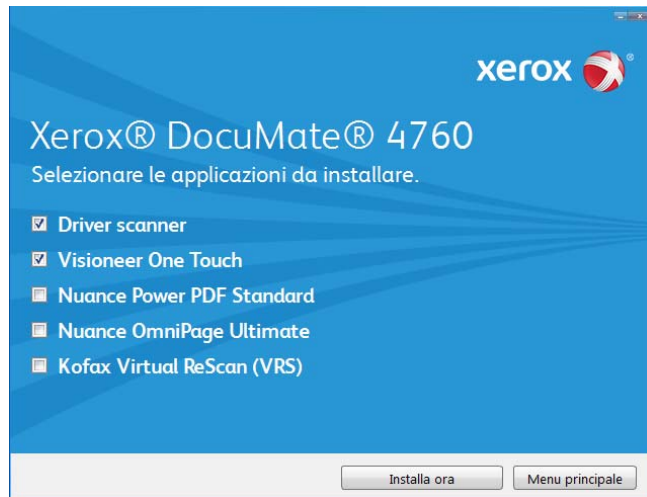 xerox
Xerox® DocuMate® 4760
Selezionare le applicazioni da installare.
Driver scanner
Visioneer One Touch
Nuance Power PDF Standard
Nuance OmniPage Ultimate
Kofax Virtual ReScan (VRS)
Installa ora
Menu principale